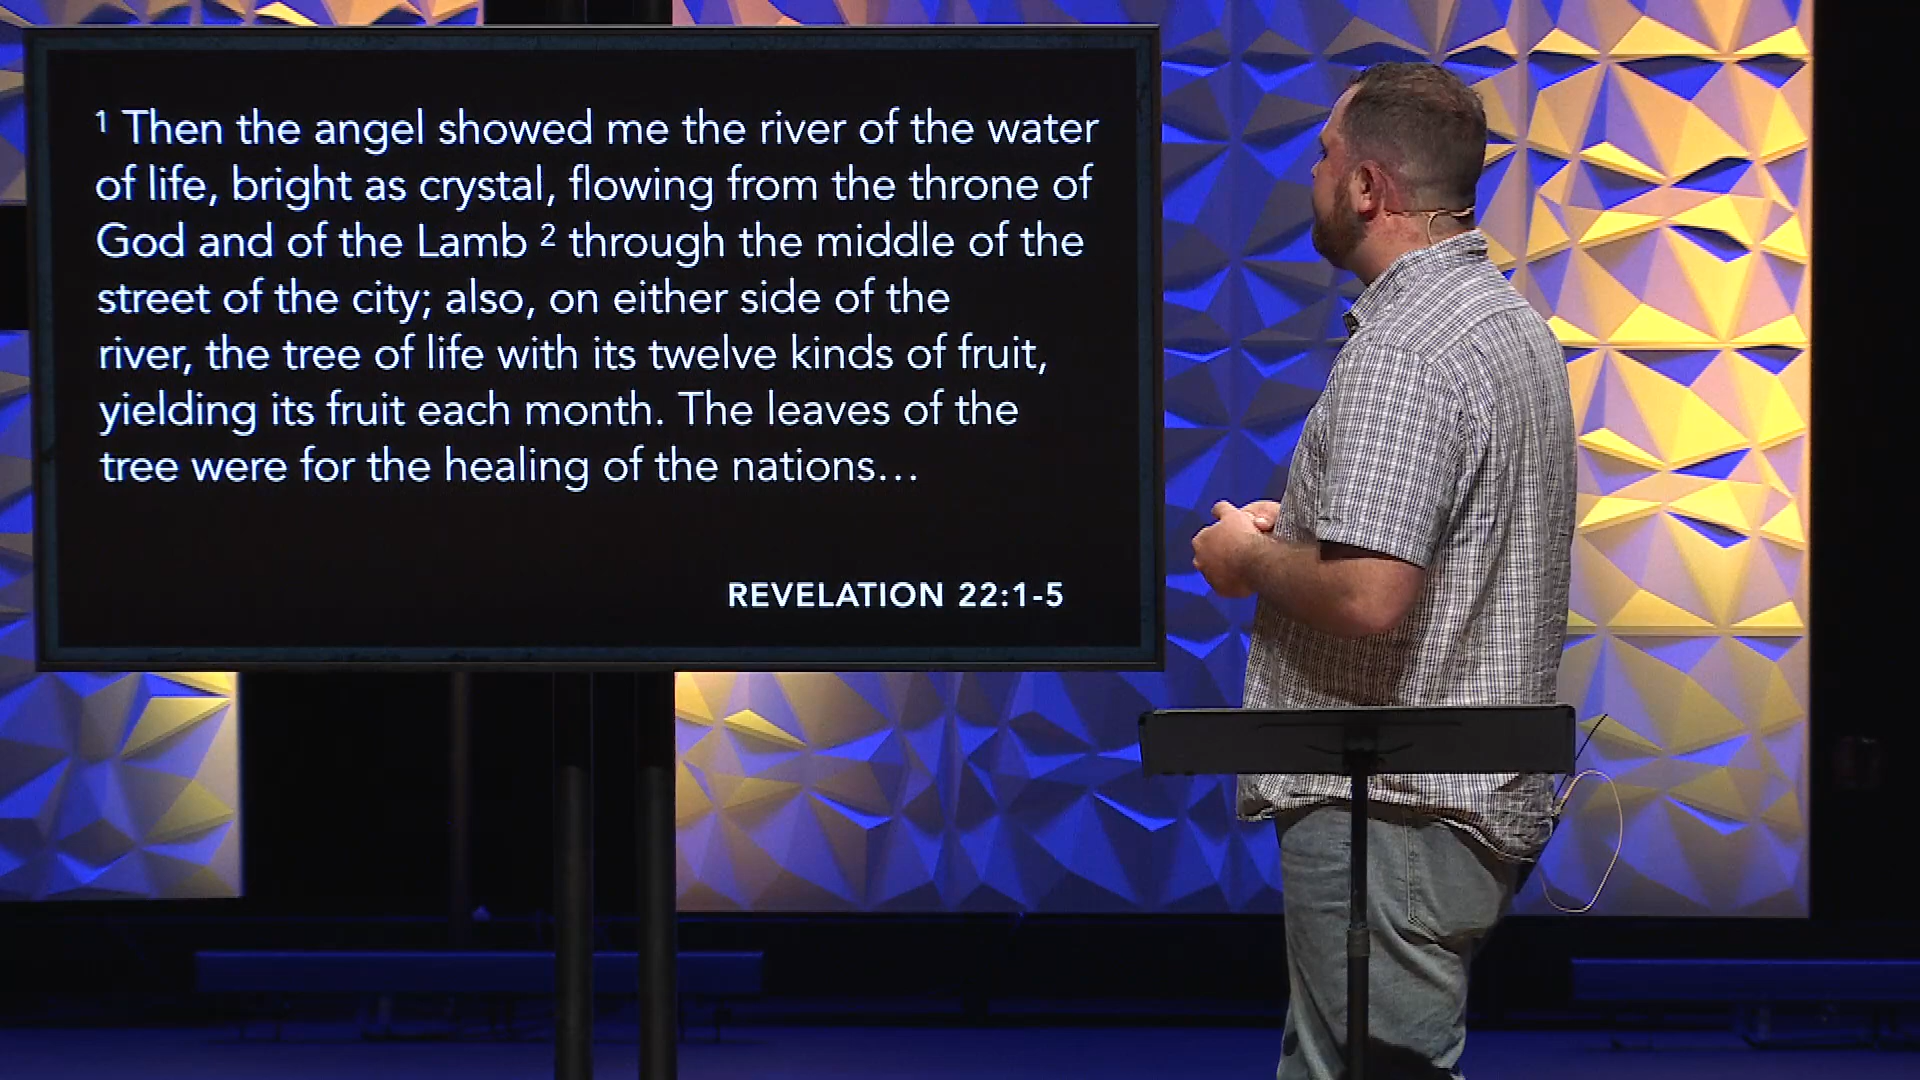 1 Then the angel showed me the river of the water
of life, bright as crystal, flowing from the throne of
God and of the Lamb 2 through the middle of the
street of the city; also, on either side of the
river, the tree of life with its twelve kinds of fruit,
yielding its fruit each month. The leaves of the
tree were for the healing of the nations…
REVELATION 22:1-5